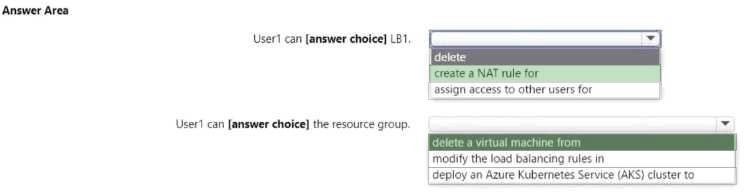 Answer Area
User1 can [answer choice] LB1.
delete
create a NAT rule for
assign access to other users for
User1 can [answer choice] the resource group.
delete a virtual machine from
modify the load balancing rules in
deploy an Azure Kubernetes Service (AKS) cluster to